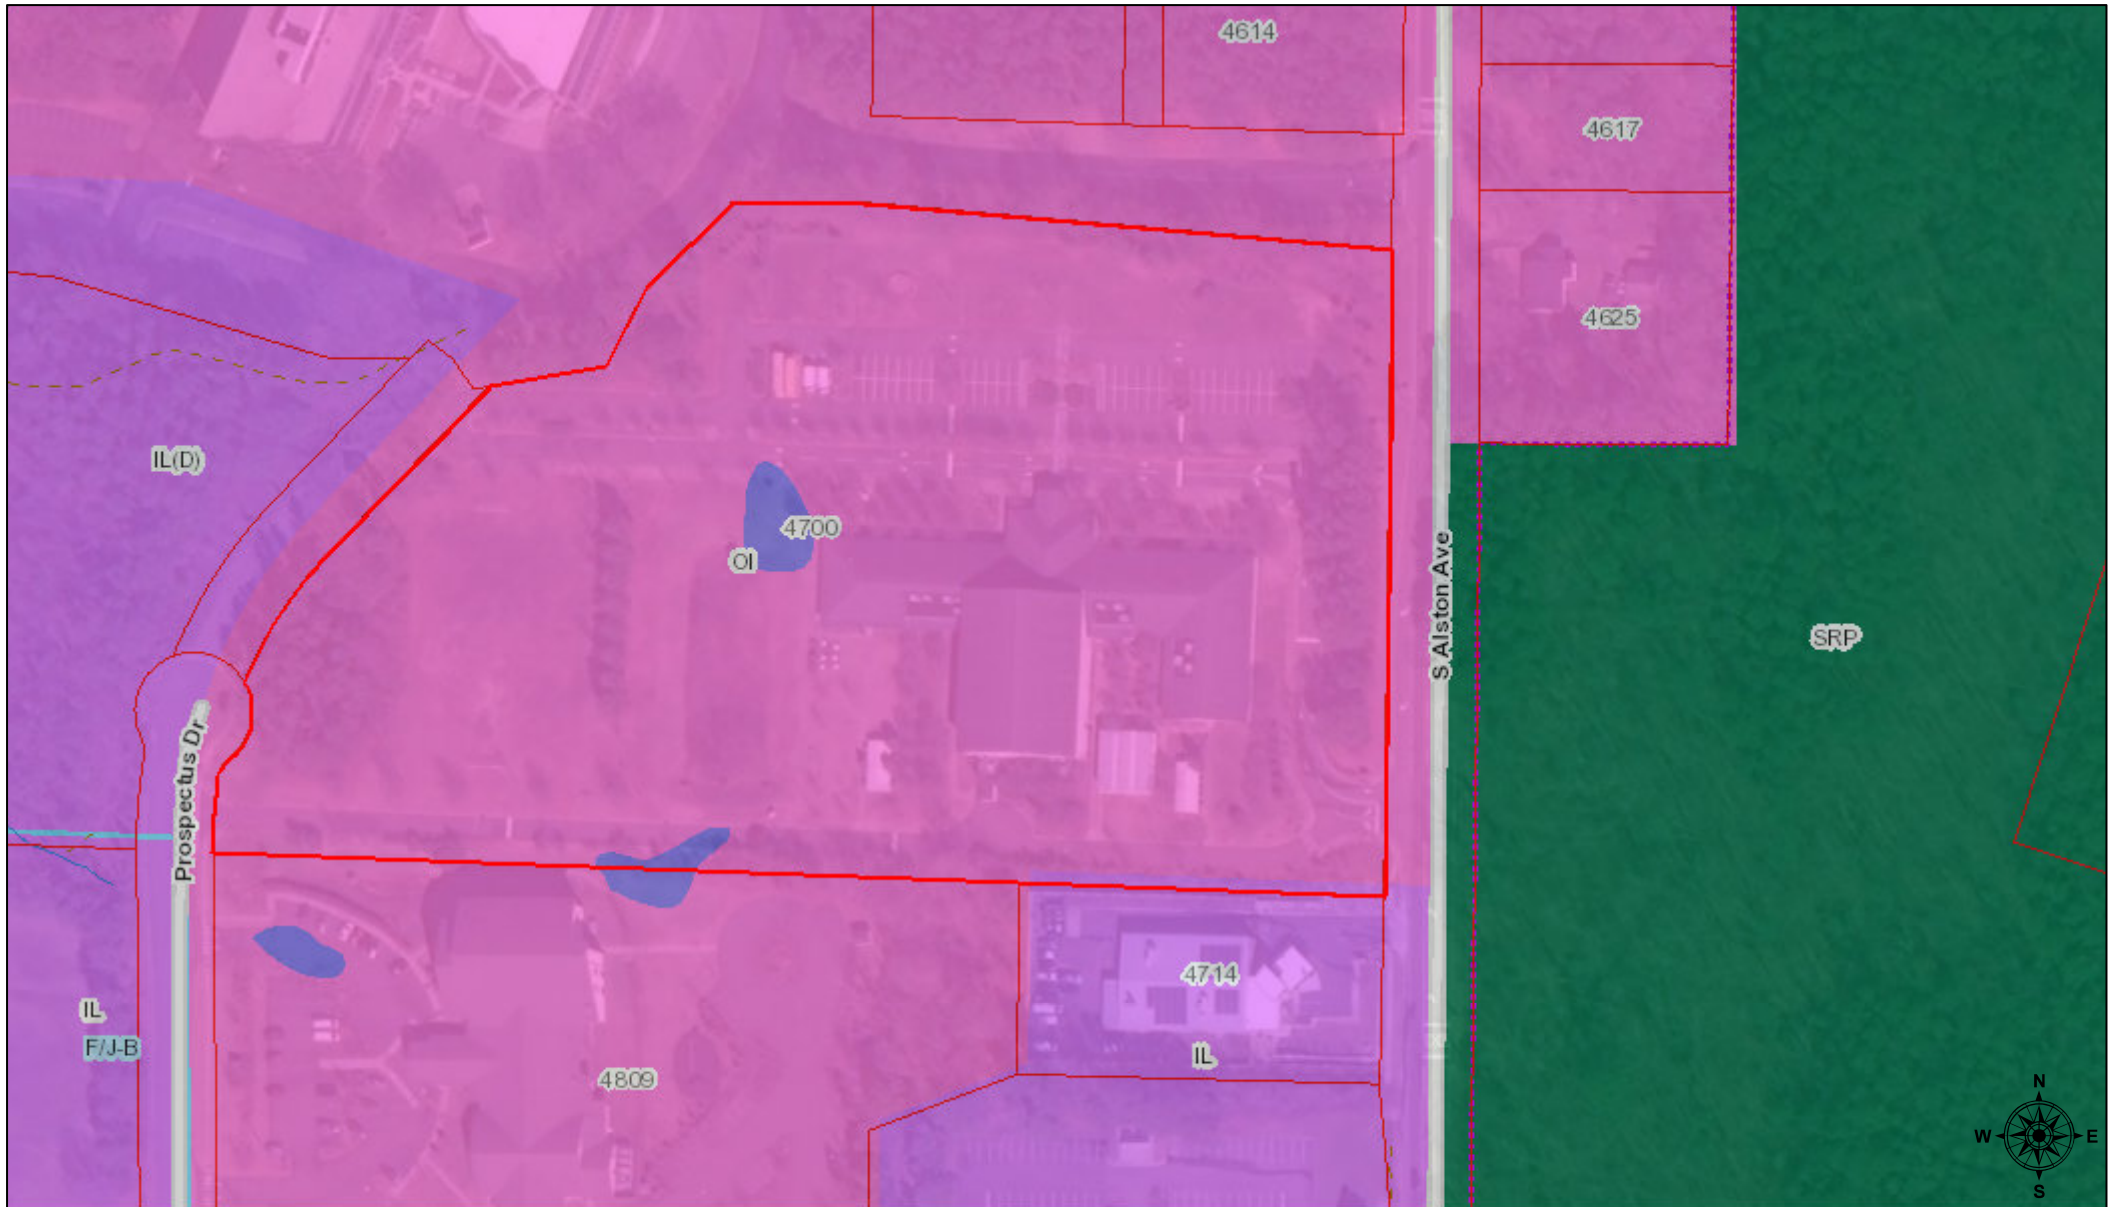 4614
4617
4625
IL(D)
4700
OI
S Alston Ave
SRP
Prospectus Dr
4714
IL
IL
F/J-B
4809
N
W E
S